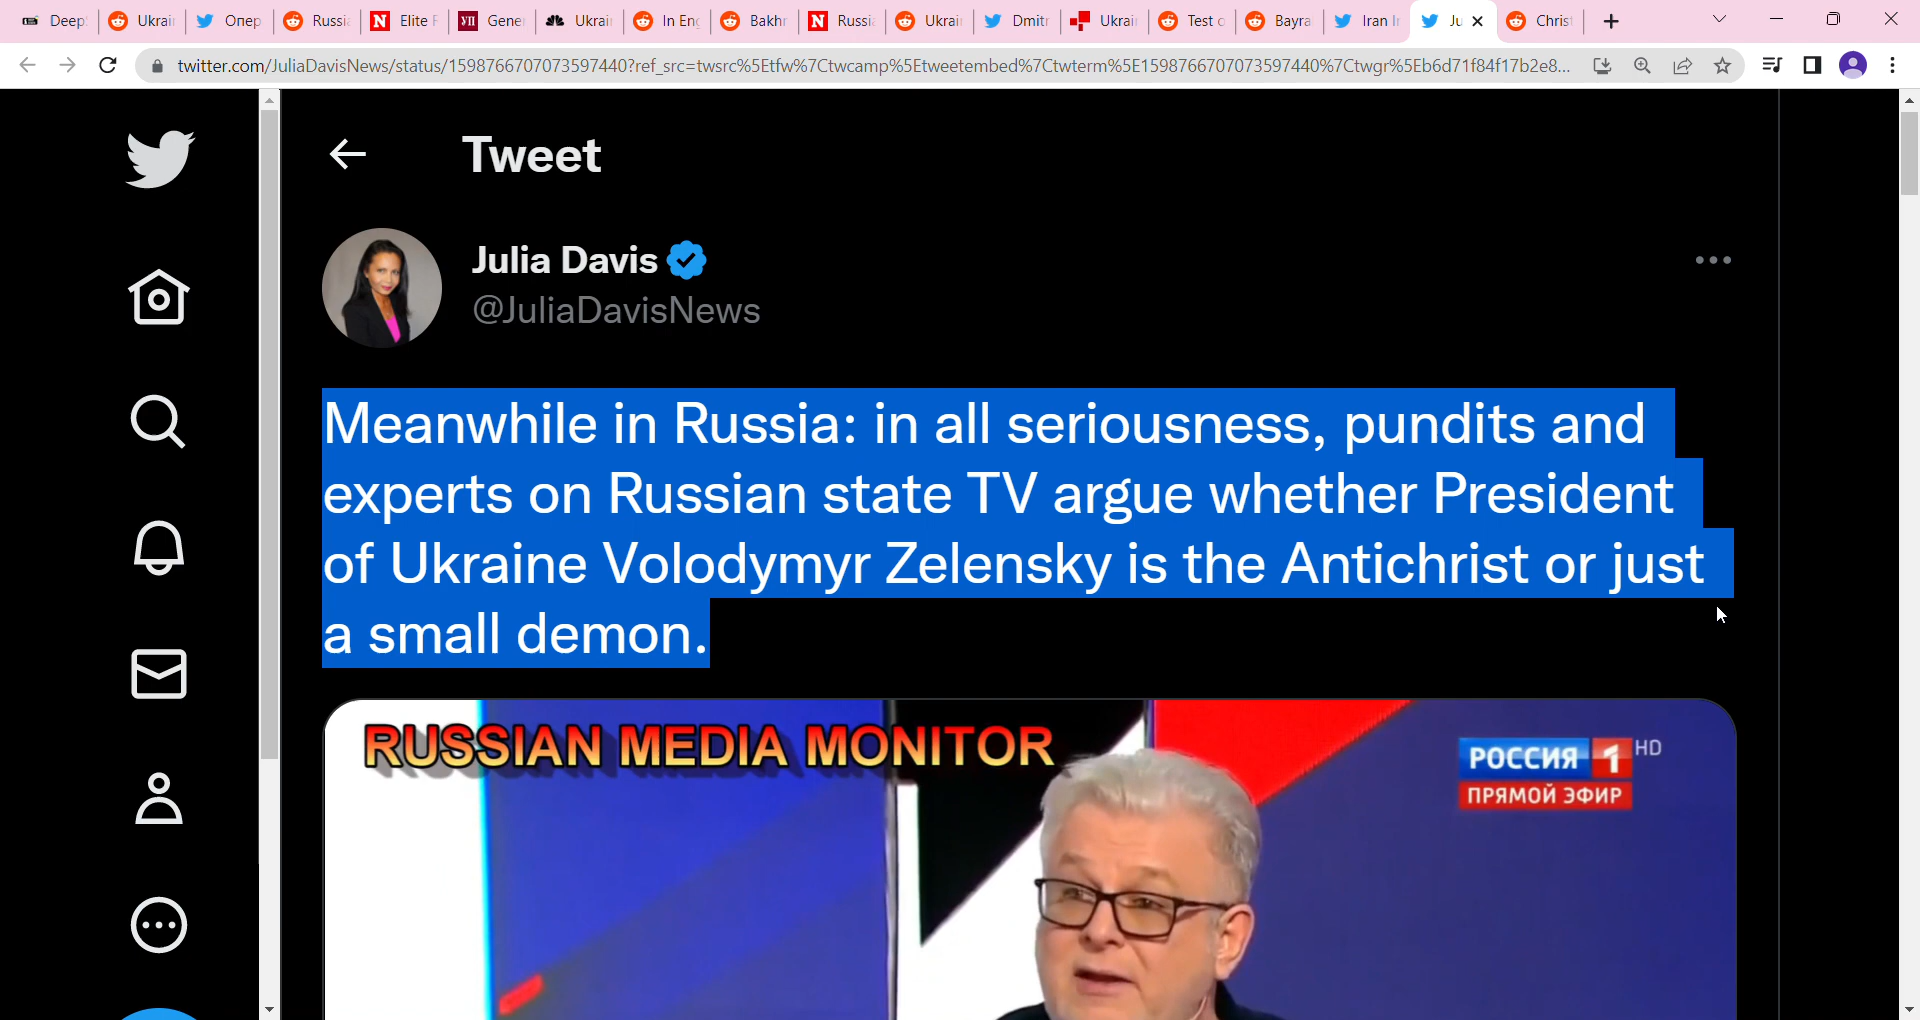 Deep
Ukrai
Опер
Russi
Elite F
УП Gene
Ukrai
In Eng
Bakhr
Russi
Ukrai
Dmitr
Ukrai
Test c
Bayra
Iran I
Ju
Christ
twitter.com/JuliaDavisNews/status/1598766707073597440?ref_src=twsrc%5Etfw%7Ctwcamp%5Etweetembed%7Ctwterm%5E1598766707073597440%7Ctwgr%5Eb6d71f84f17b2e8...
Tweet
Julia Davis
@JuliaDavisNews
Meanwhile in Russia: in all seriousness, pundits and
experts on Russian state TV argue whether President
of Ukraine Volodymyr Zelensky is the Antichrist or just
a small demon.
RUSSIAN MEDIA MONITOR
РОССИЯ 1 HD
ПРЯМОЙ ЭФИР